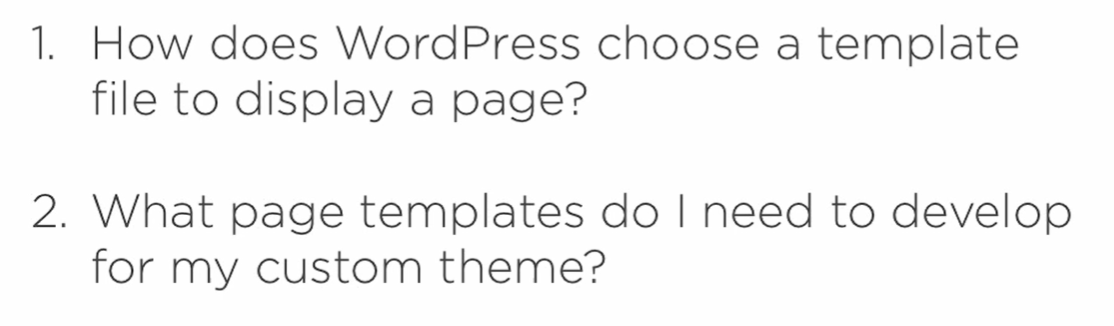 1. How does WordPress choose a template
file to display a page?
2. What page templates do I need to develop
for my custom theme?